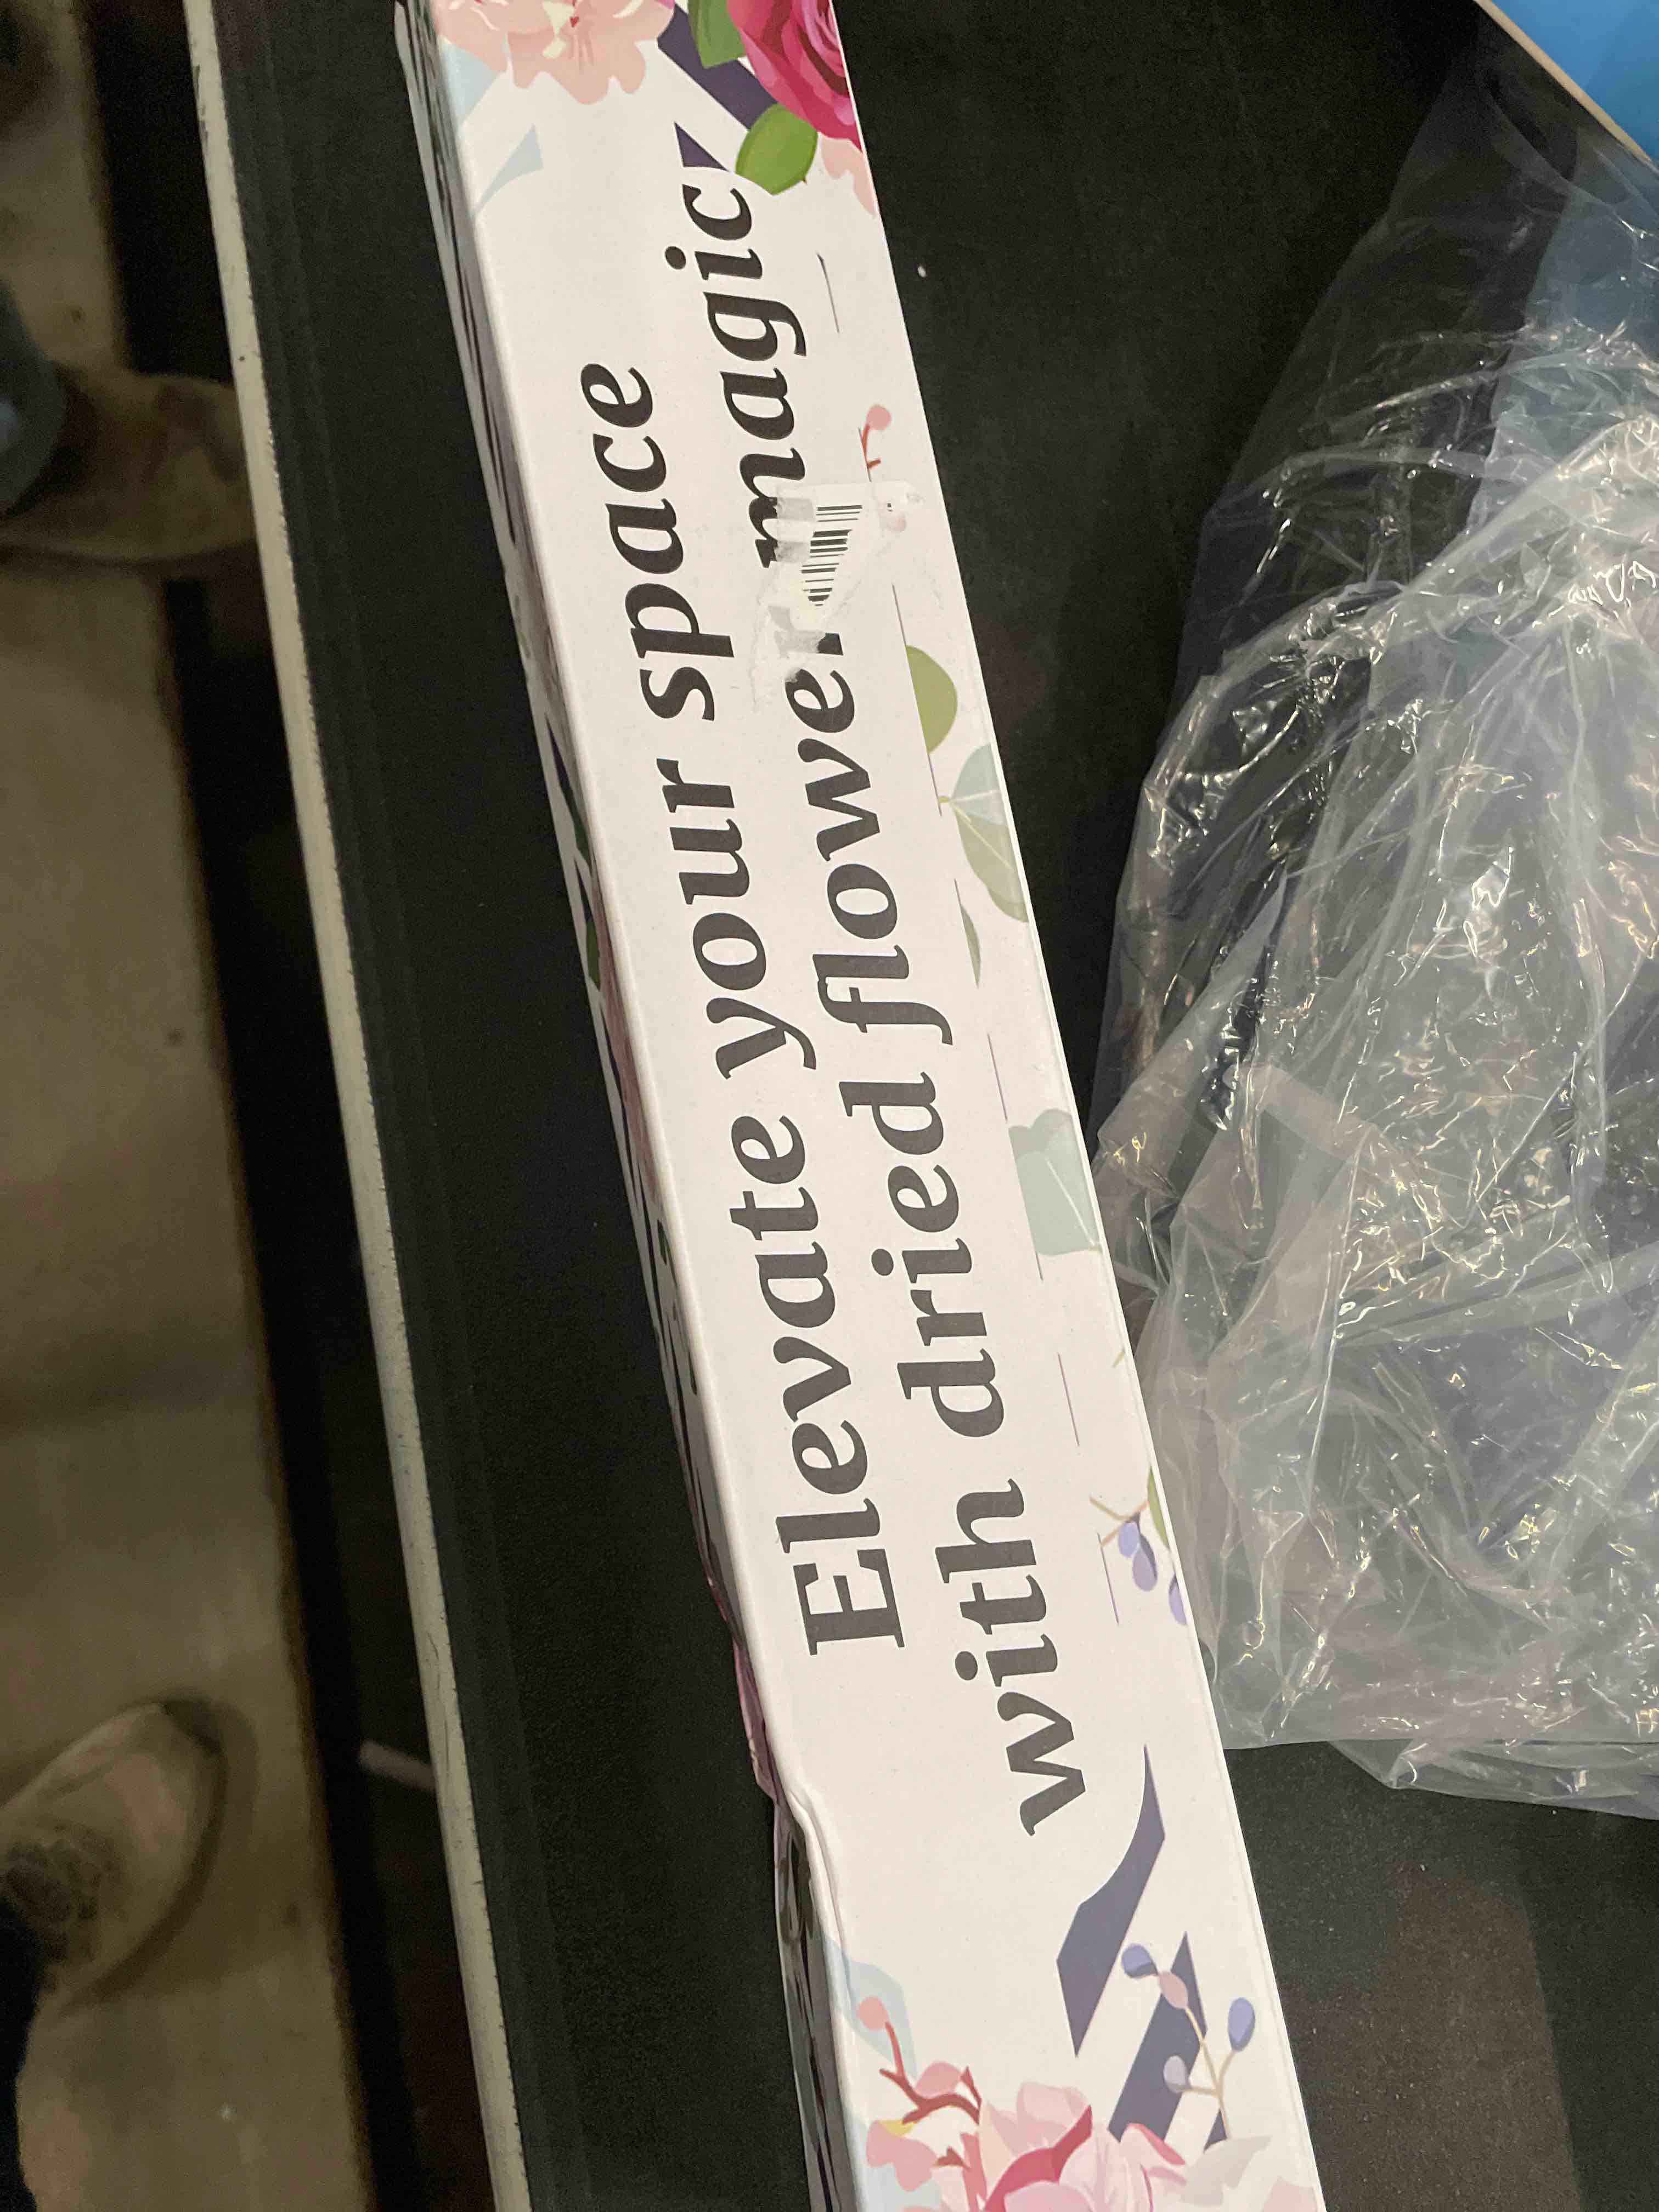 Elevate your space
with dried flower magic